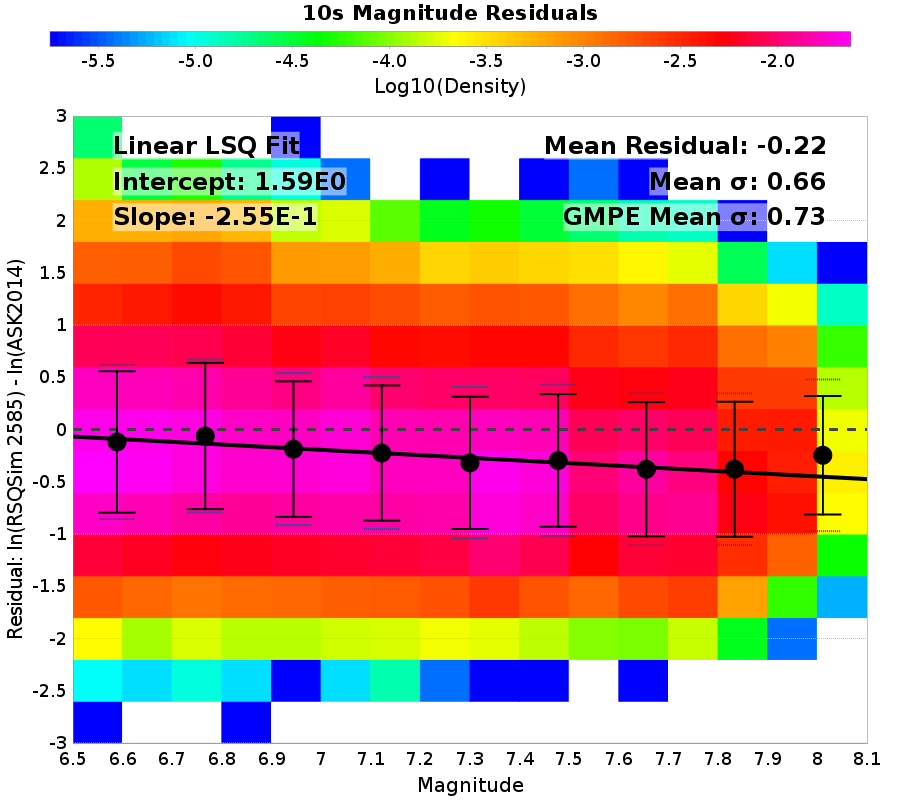 10s Magnitude Residuals
-5.5 -5.0 -4.5 -4.0 -3.5 -3.0 -2.5 -2.0
Log10(Density)
Linear LSQ Fit
Intercept: 1.59E0
Slope: -2.55E-1
Mean Residual: -0.22
Mean σ: 0.66
GMPE Mean σ: 0.73
Residual: ln(RSQSim 2585) - ln(ASK2014)
3
2.5
2
1.5
1
0.5
0
-0.5
-1
-1.5
-2
-2.5
-3
6.5 6.6 6.7 6.8 6.9 7 7.1 7.2 7.3 7.4 7.5 7.6 7.7 7.8 7.9 8 8.1
Magnitude